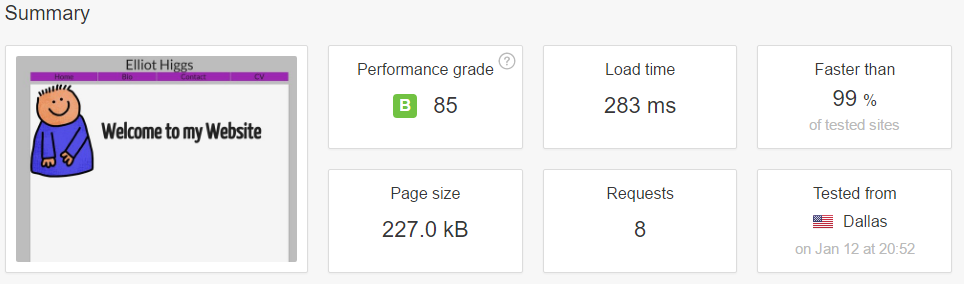 Summary
Elliot Higgs
Home Bio Contact CV
Welcome to my Website
Performance grade ?
B 85
Load time
283 ms
Faster than
99 %
of tested sites
Page size
227.0 kB
Requests
8
Tested from
Dallas
on Jan 12 at 20:52